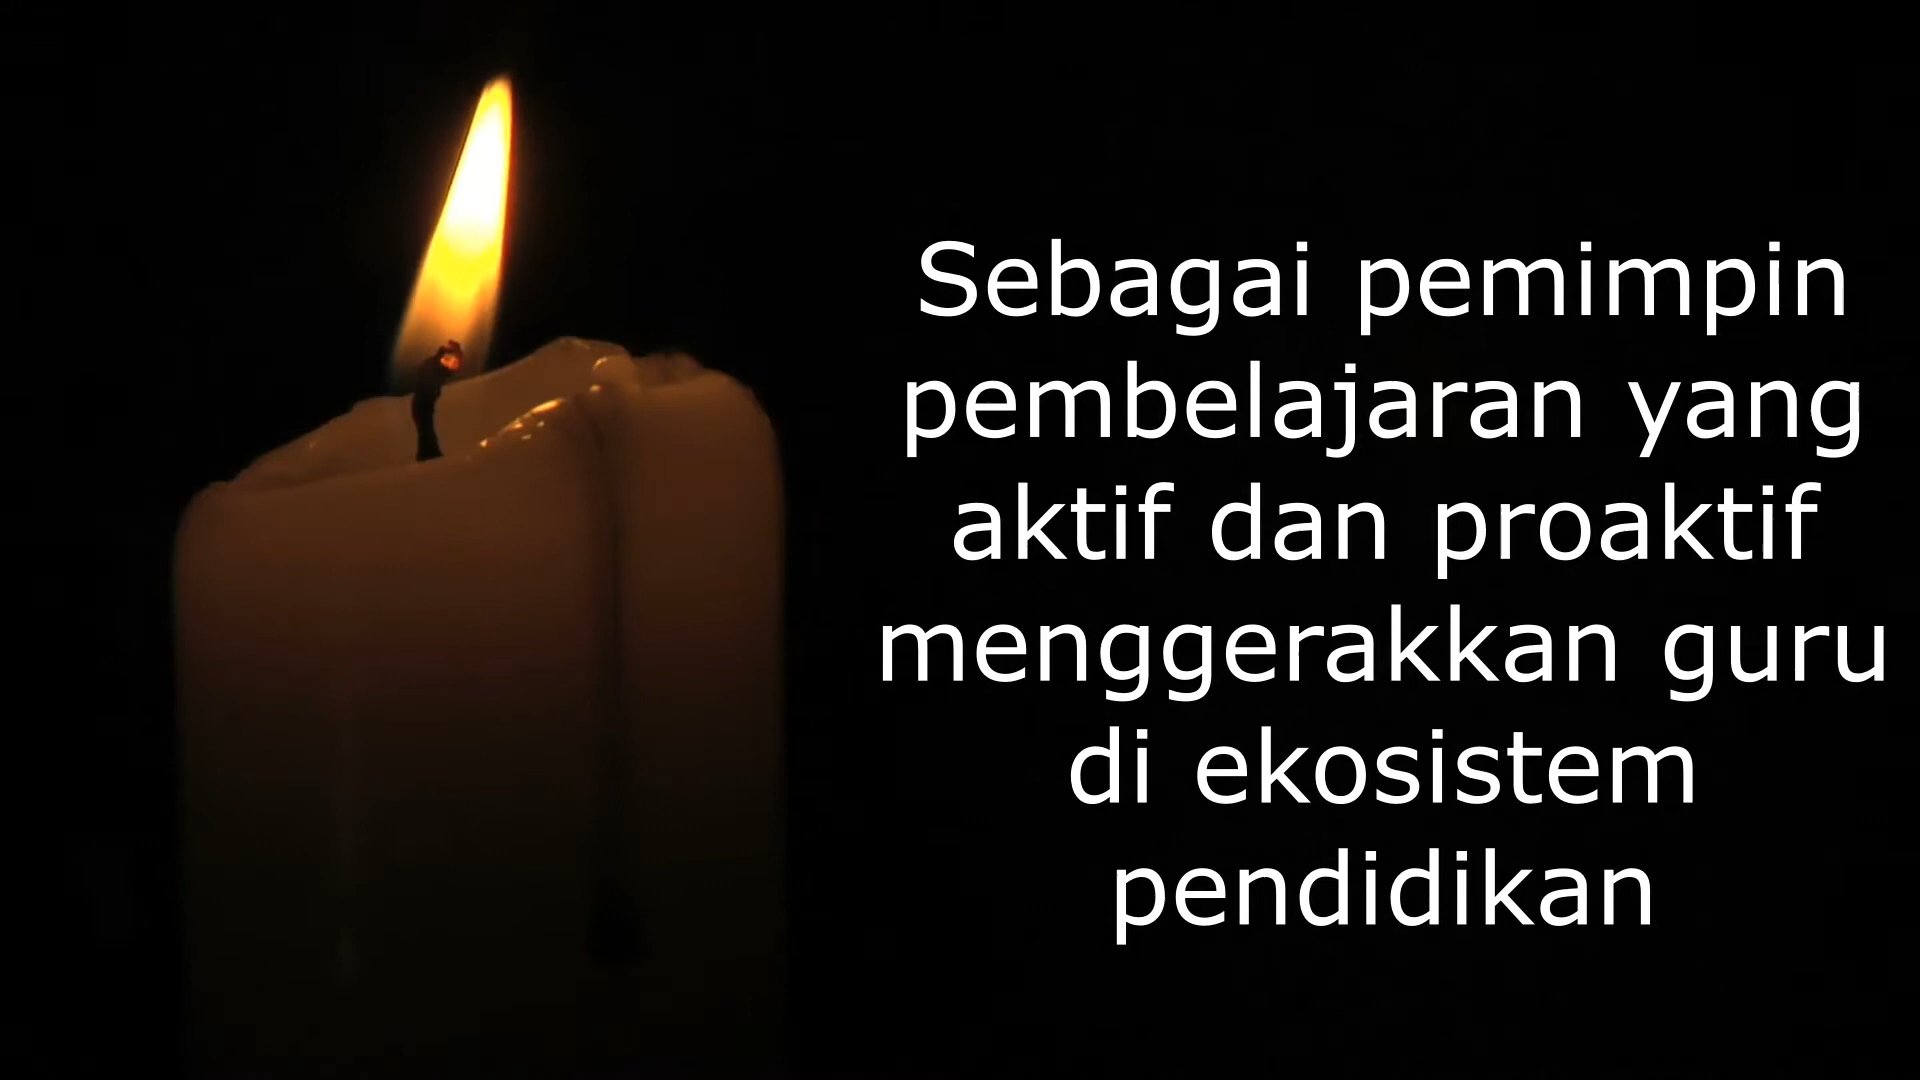 Sebagai pemimpin
pembelajaran yang
aktif dan proaktif
menggerakkan guru
di ekosistem
pendidikan